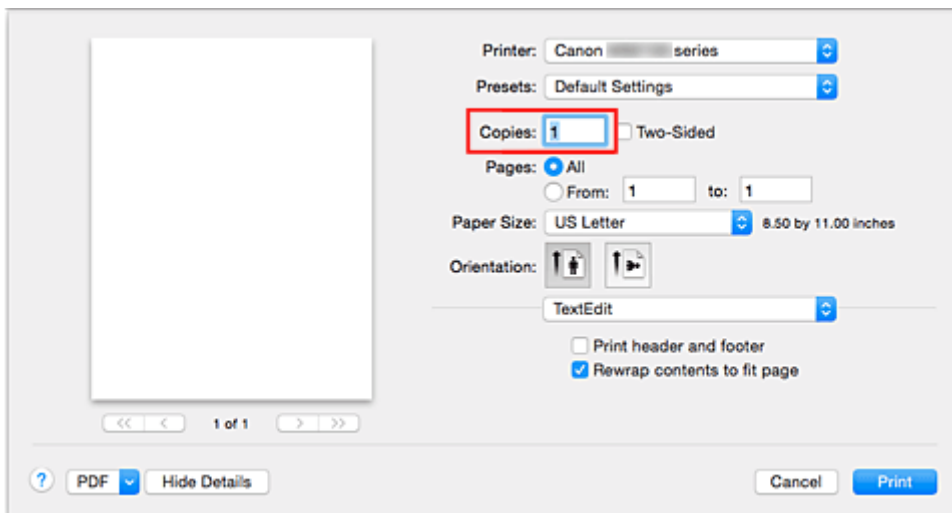 Printer: Canon series
Presets: Default Settings
Copies: 1 Two-Sided
Pages: All
From: 1 to: 1
Paper Size: US Letter 8.50 by 11.00 inches
Orientation:
TextEdit
Print header and footer
Rewrap contents to fit page
<< < 1 of 1 > >>
? PDF Hide Details Cancel Print